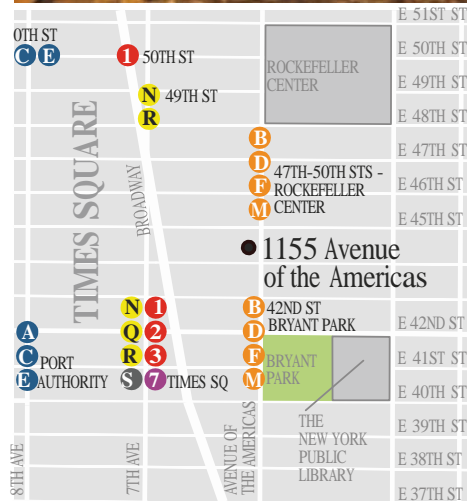 E 51ST ST
0TH ST
C E
1 50TH ST
E 50TH ST
ROCKEFELLER
CENTER
E 49TH ST
N 49TH ST
R
E 48TH ST
TIMES SQUARE
BROADWAY
B
D
F
M
47TH-50TH STS -
ROCKEFELLER
CENTER
E 47TH ST
E 46TH ST
E 45TH ST
1155 Avenue
of the Americas
N 1
Q 2
R 3
S 7 TIMES SQ
B
D
F
M
42ND ST
BRYANT PARK
E 42ND ST
A
C
E
PORT
AUTHORITY
BRYANT
PARK
E 41ST ST
E 40TH ST
THE
NEW YORK
PUBLIC
LIBRARY
E 39TH ST
E 38TH ST
E 37TH ST
8TH AVE
7TH AVE
AVENUE OF
THE AMERICAS